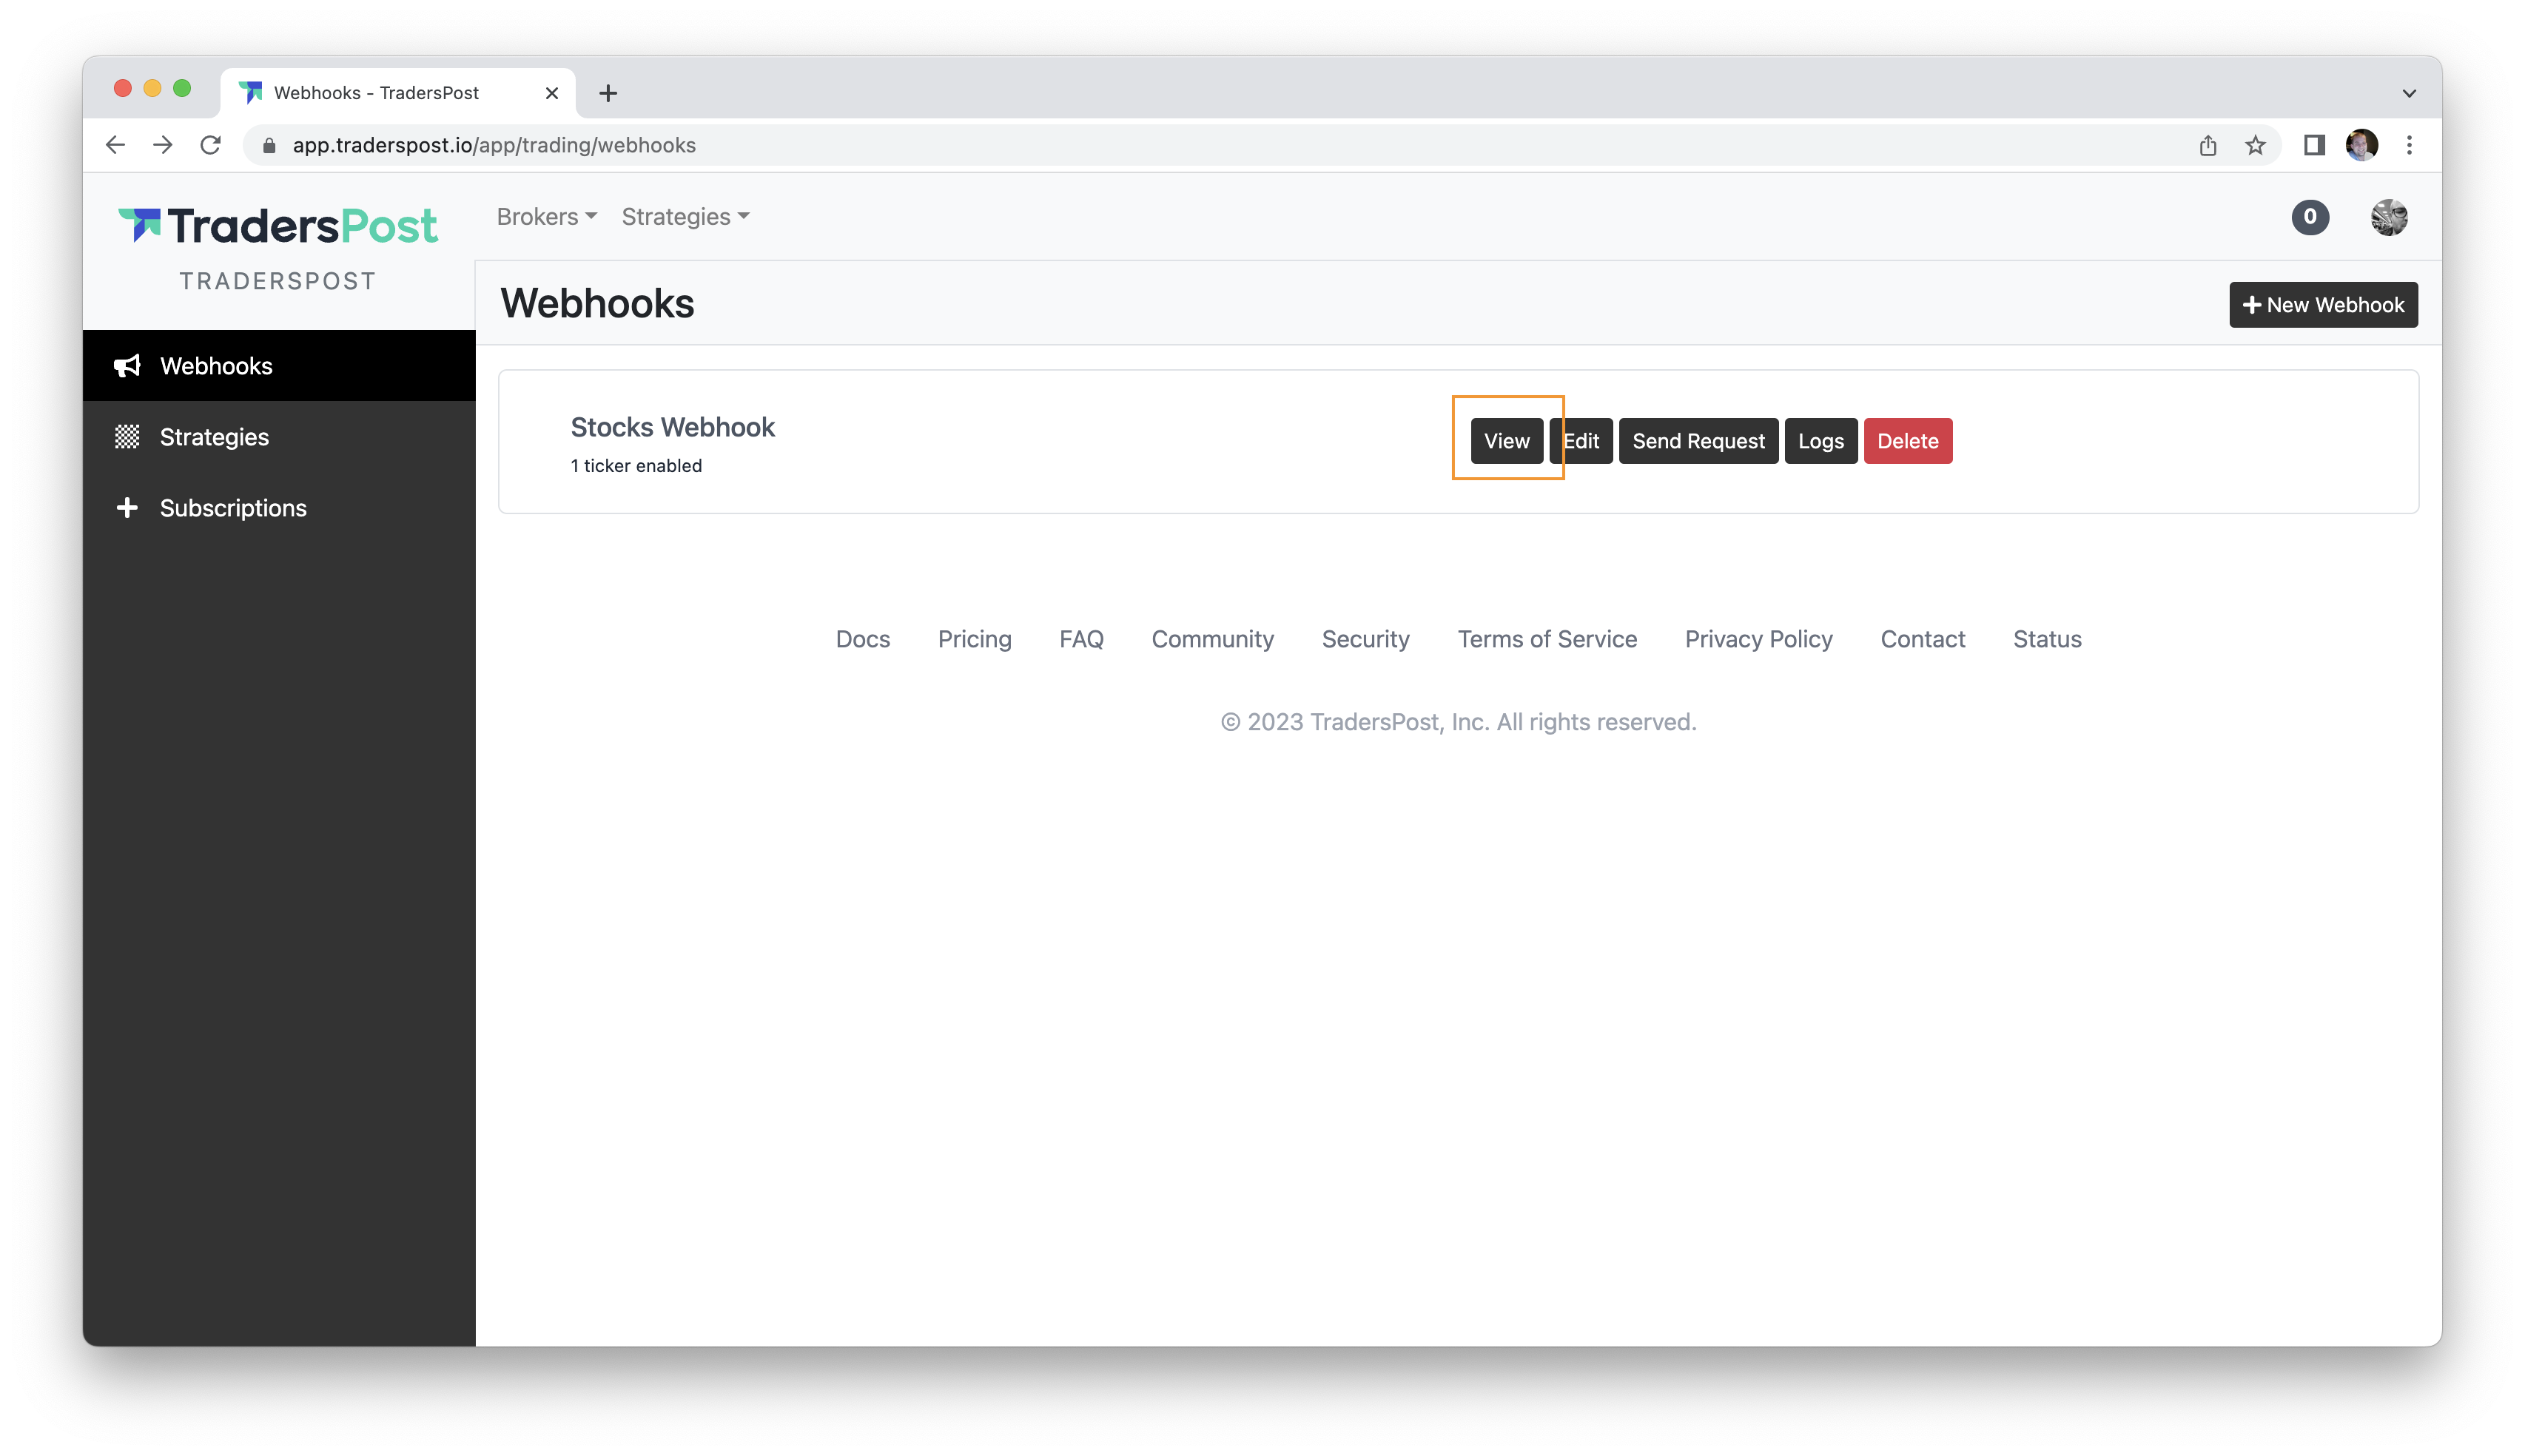 Webhooks - TradersPost
app.traderspost.io/app/trading/webhooks
TradersPost
TRADERSPOST
Brokers Strategies
0
Webhooks
New Webhook
Webhooks
Strategies
Subscriptions
Stocks Webhook
1 ticker enabled
View Edit Send Request Logs Delete
Docs Pricing FAQ Community Security Terms of Service Privacy Policy Contact Status
© 2023 TradersPost, Inc. All rights reserved.